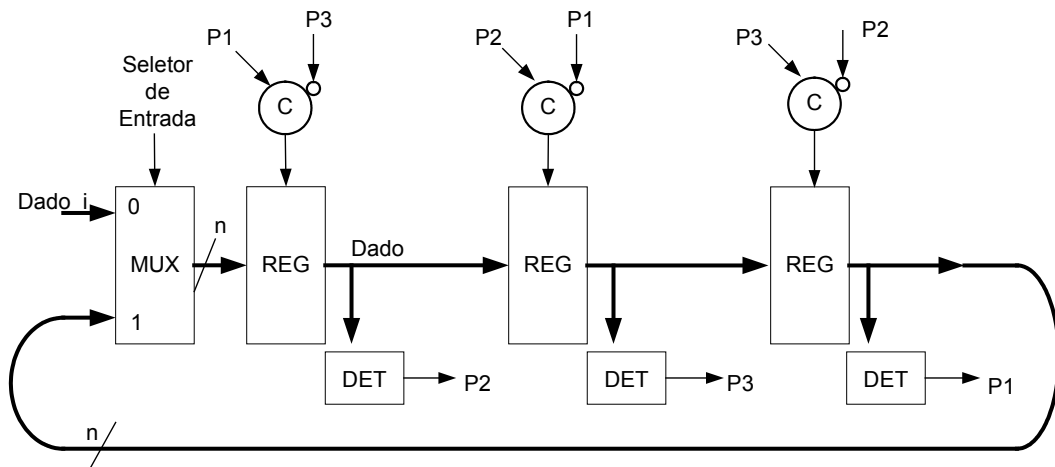 P1
P3
P2
P1
P3
P2
Seletor
de
Entrada
C
C
C
Dado_i
0
n
MUX
REG
Dado
REG
REG
1
DET
P2
DET
P3
DET
P1
n